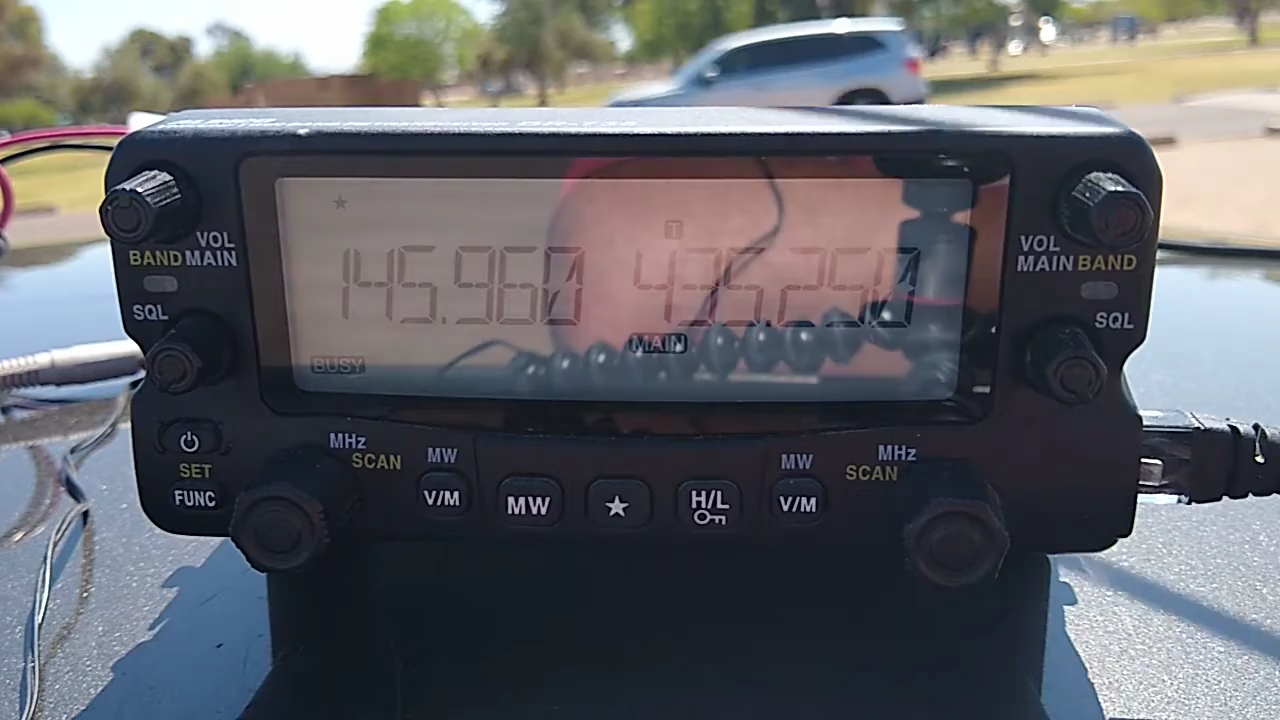 ★
T
145.960 435.250
MAIN
BUSY
VOL
BAND MAIN
SQL
VOL
MAIN BAND
SQL
SET
FUNC
MHz
SCAN
MW
V/M
MW
★
H/L
MW
V/M
MHz
SCAN